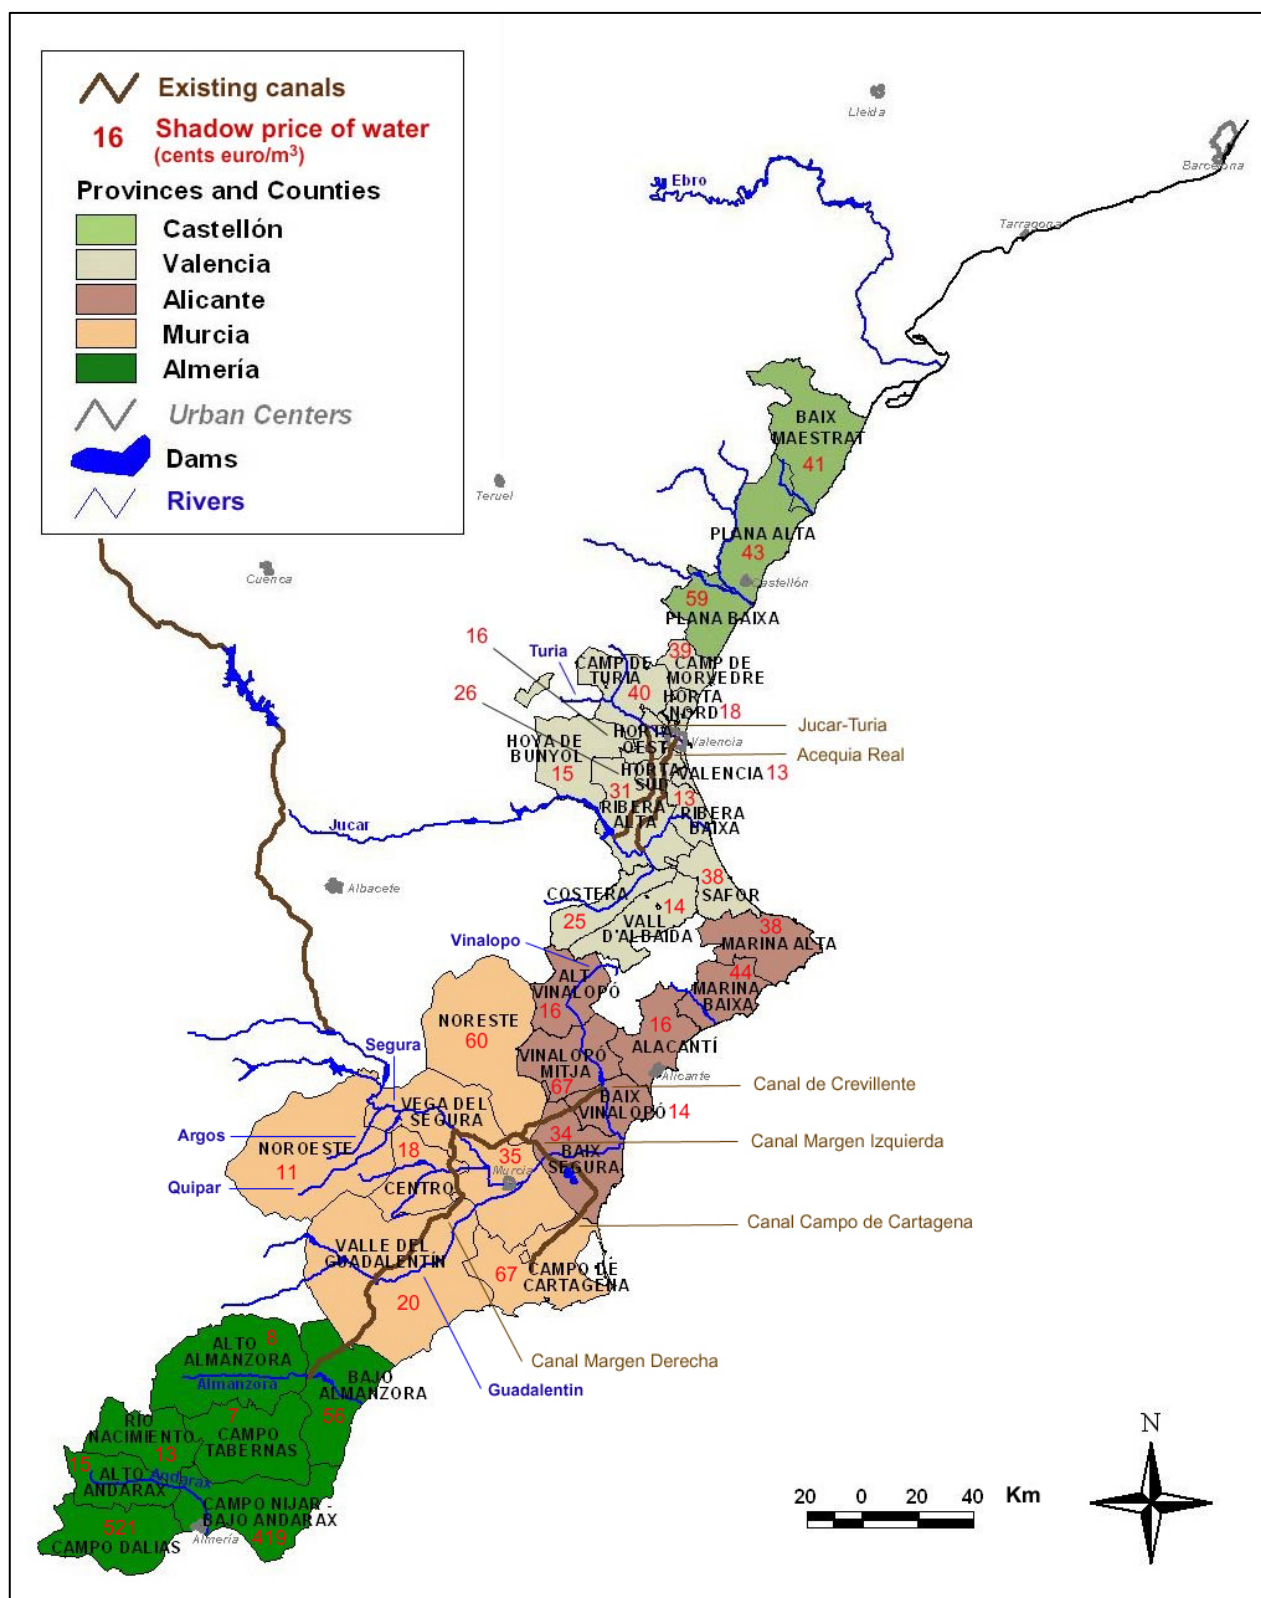 Existing canals
16 Shadow price of water
(cents euro/m³)
Provinces and Counties
Castellón
Valencia
Alicante
Murcia
Almería
Urban Centers
Dams
Rivers
Lleida
Barcelona
Ebro
Tarragona
BAIX
MAESTRAT
41
Teruel
PLANA ALTA
43
Cuenca
Castellón
59
PLANA BAIXA
16
Turia
39
CAMP DE
TURIA
CAMP DE
MORVEDRE
26
40
HORTA
NORD 18
Jucar-Turia
HORTA
OEST
Valencia
HOYA DE
BUNYOL
Acequia Real
15
HORTA
SUD
VALENCIA 13
31
13
RIBERA
ALTA
RIBERA
BAIXA
Jucar
Albacete
38
SAFOR
COSTERA
14
25
VALL
D'ALBAIDA
38
MARINA ALTA
Vinalopo
44
MARINA
BAIXA
ALT
VINALOPÓ
16
NORESTE
60
16
ALACANTÍ
Segura
VINALOPÓ
MITJA
67
Alicante
Canal de Crevillente
BAIX
VINALOPÓ 14
VEGA DEL
SEGURA
Argos
NOROESTE
11
18
34
Canal Margen Izquierda
35
BAIX
SEGURA
Murcia
Quipar
CENTRO
Canal Campo de Cartagena
VALLE DEL
GUADALENTÍN
67
CAMPO DE
CARTAGENA
20
8
ALTO
ALMANZORA
Canal Margen Derecha
Almanzora
BAJO
ALMANZORA
Guadalentin
56
7
RIO
NACIMIENTO
13
CAMPO
TABERNAS
15
ALTO
ANDARAX
Andarax
CAMPO NIJAR -
BAJO ANDARAX
521
CAMPO DALIAS
Almería
419
20 0 20 40 Km
N